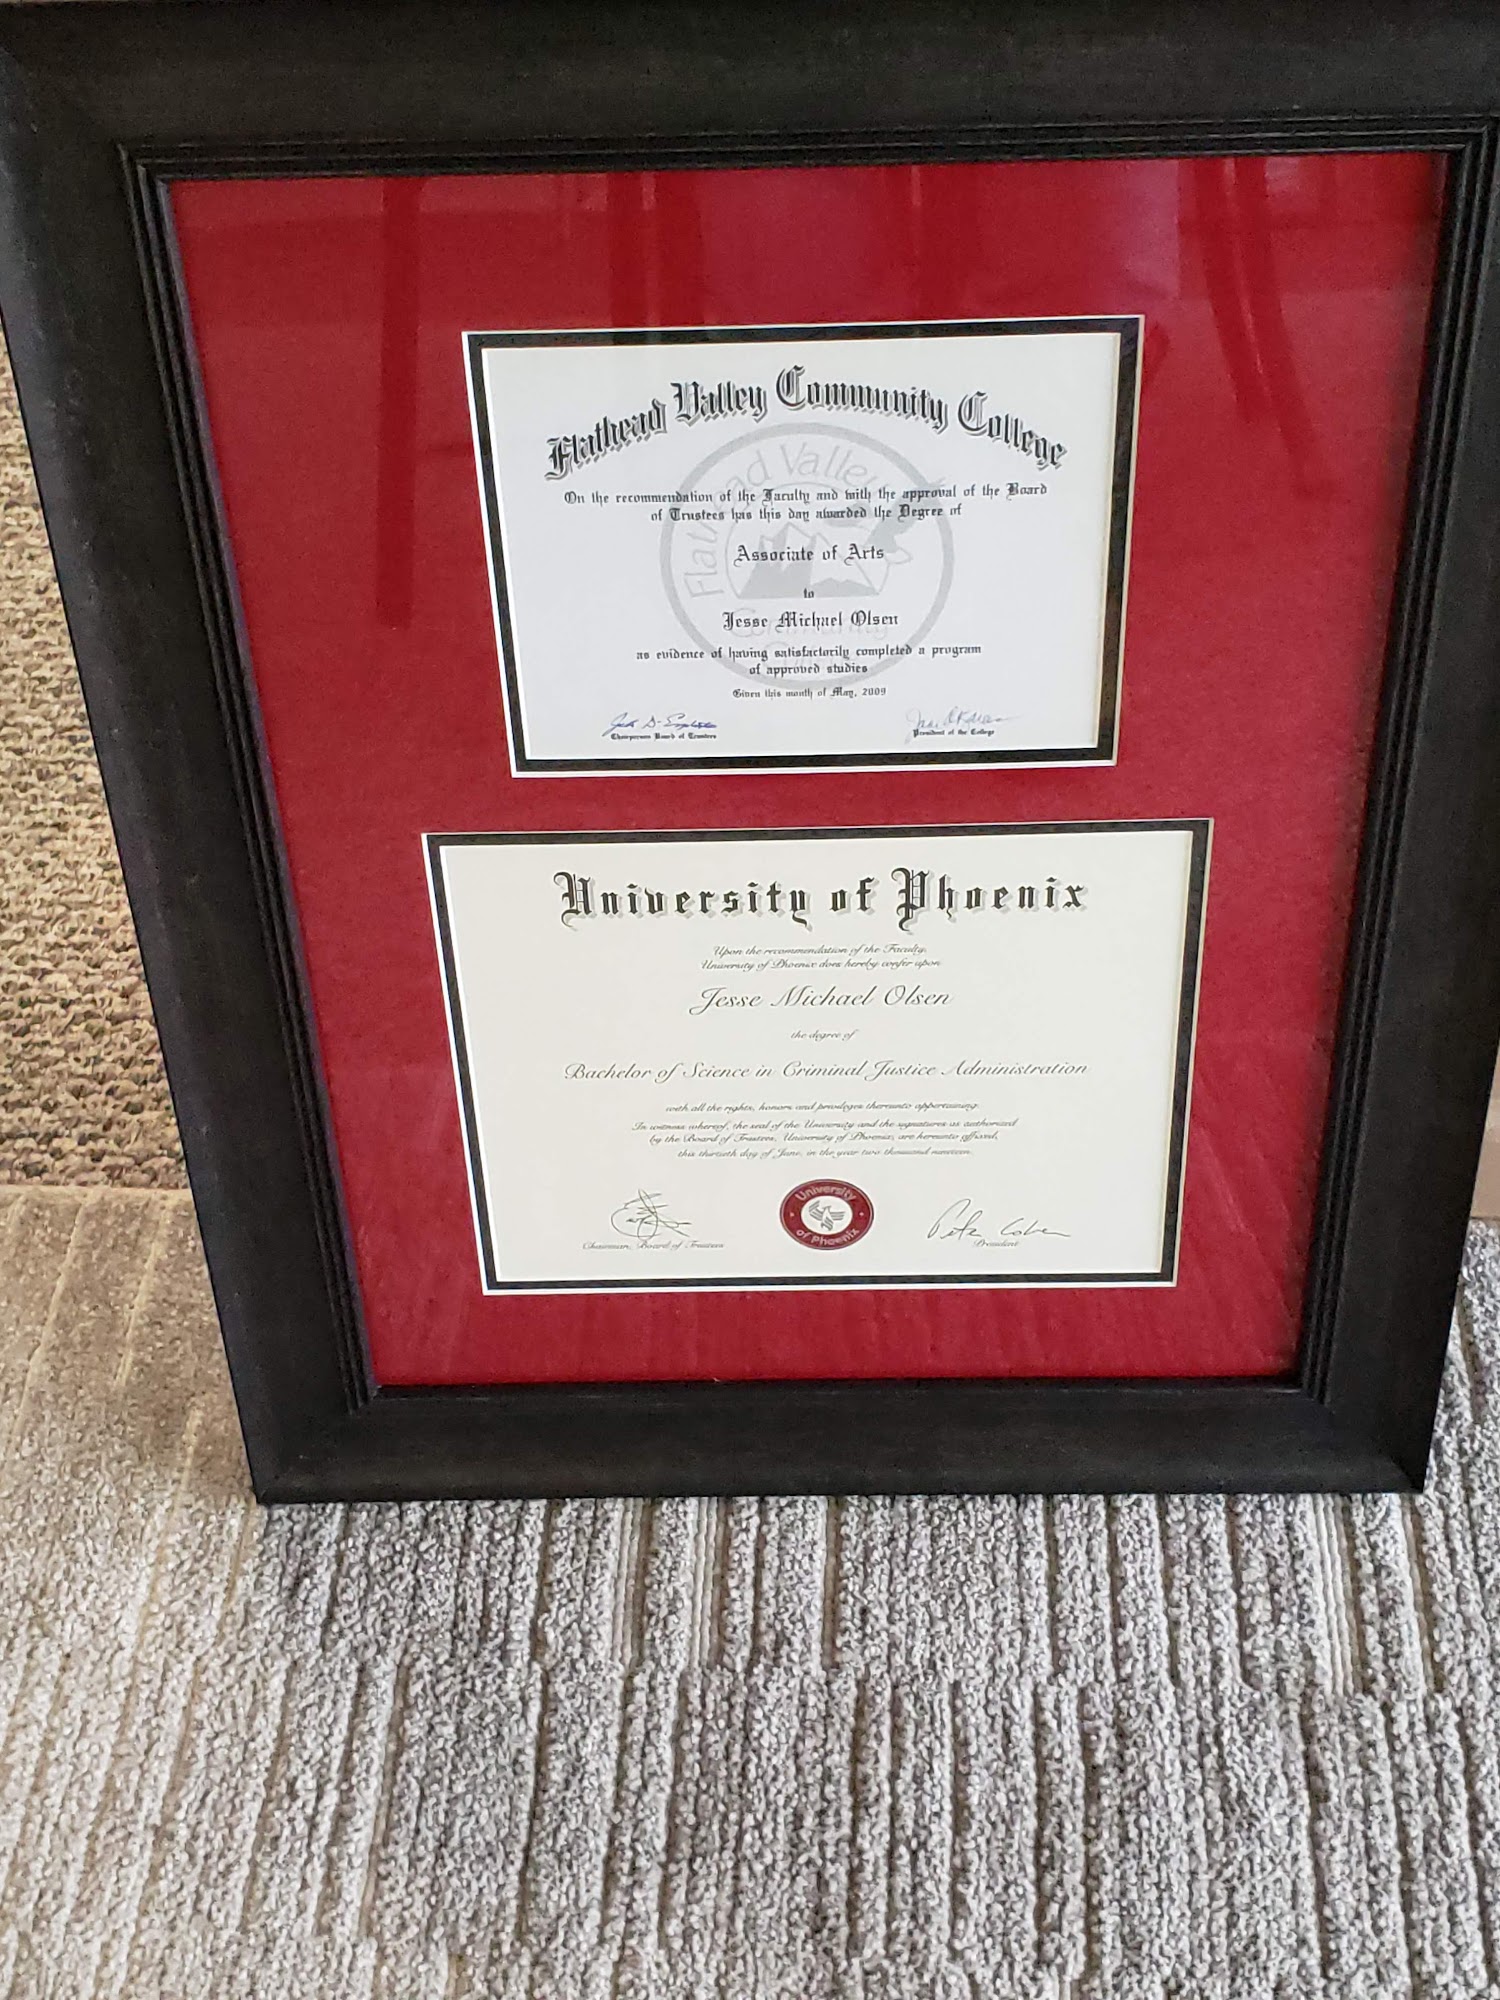 Flathead Valley Community College
On the recommendation of the Faculty and with the approval of the Board
of Trustees has this day awarded the Degree of
Associate of Arts
to
Jesse Michael Olsen
as evidence of having satisfactorily completed a program
of approved studies
Given this month of May, 2009
Chairperson Board of Trustees
President of the College
Flathead Valley
Community
University of Phoenix
Upon the recommendation of the Faculty,
University of Phoenix does hereby confer upon
Jesse Michael Olsen
the degree of
Bachelor of Science in Criminal Justice Administration
with all the rights, honors and privileges thereunto appertaining.
In witness whereof, the seal of the University and the signatures as authorized
by the Board of Trustees, University of Phoenix, are hereunto affixed,
this thirtieth day of June, in the year two thousand nineteen.
Chairman, Board of Trustees
University
of Phoenix
Peter Cohen
President